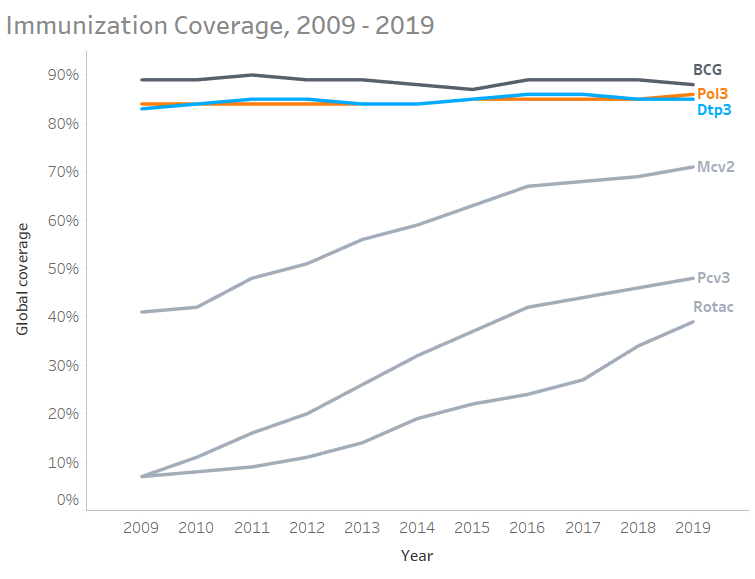 Immunization Coverage, 2009 - 2019
90%
80%
70%
60%
50%
40%
30%
20%
10%
0%
Global coverage
BCG
Pol3
Dtp3
Mcv2
Pcv3
Rotac
2009 2010 2011 2012 2013 2014 2015 2016 2017 2018 2019
Year